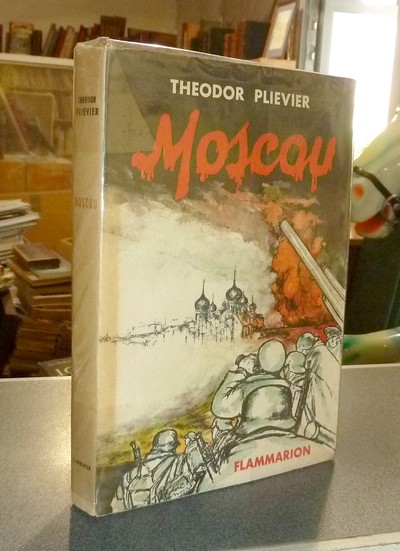 THEODOR PLIEVIER
Moscou
FLAMMARION
THEODOR
PLIEVIER
MOSCOU